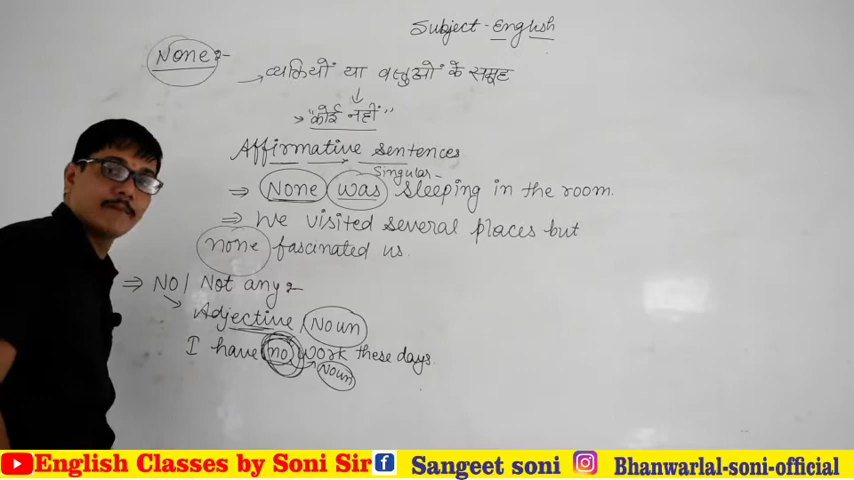 Subject - English
None :-
→ व्यक्तियों या वस्तुओं के समूह
↓
→ "कोई नहीं"
Affirmative sentences
Singular -
⇒ None was sleeping in the room.
⇒ We visited several places but
none fascinated us.
⇒ NO / Not any :-
Adjective, Noun
I have no work these days.
Noun
English Classes by Soni Sir
Sangeet soni
Bhanwarlal-soni-official